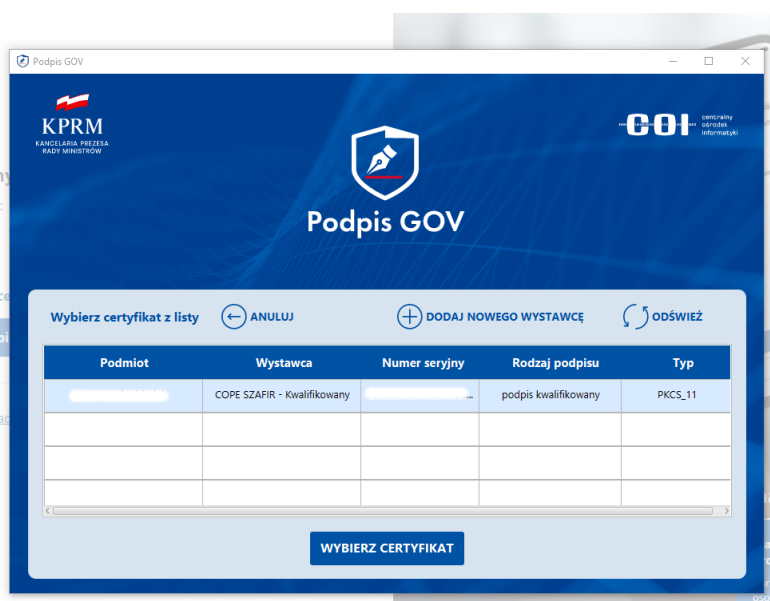 Podpis GOV
KPRM
KANCELARIA PREZESA
RADY MINISTRÓW
COI centralny
ośrodek
informatyki
Podpis GOV
Wybierz certyfikat z listy ANULUJ DODAJ NOWEGO WYSTAWCĘ ODŚWIEŻ
Podmiot Wystawca Numer seryjny Rodzaj podpisu Typ
COPE SZAFIR - Kwalifikowany ... podpis kwalifikowany PKCS_11
WYBIERZ CERTYFIKAT